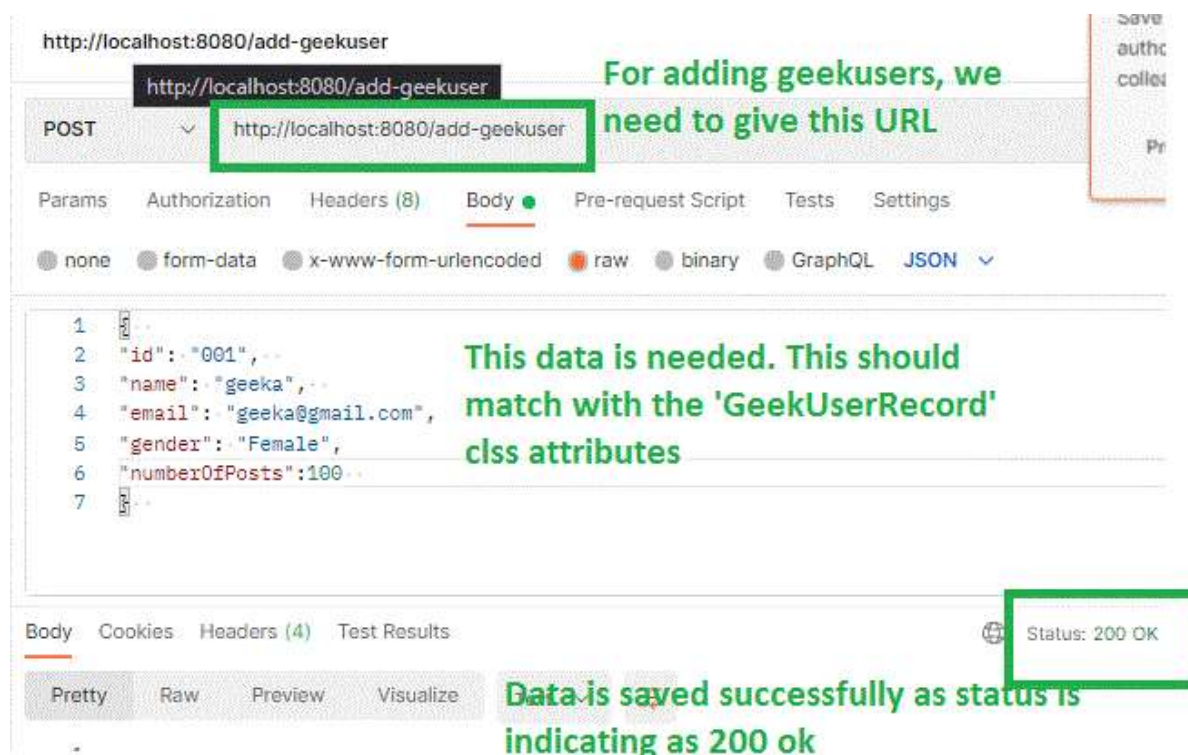 http://localhost:8080/add-geekuser
Save
autho
collea
http://localhost:8080/add-geekuser
For adding geekusers, we
need to give this URL
POST http://localhost:8080/add-geekuser
Pr
Params Authorization Headers (8) Body Pre-request Script Tests Settings
none form-data x-www-form-urlencoded raw binary GraphQL JSON
1 {
2 "id": "001",
3 "name": "geeka",
4 "email": "geeka@gmail.com",
5 "gender": "Female",
6 "numberOfPosts":100
7 }
This data is needed. This should
match with the 'GeekUserRecord'
clss attributes
Body Cookies Headers (4) Test Results
Status: 200 OK
Pretty Raw Preview Visualize
Data is saved successfully as status is
indicating as 200 ok